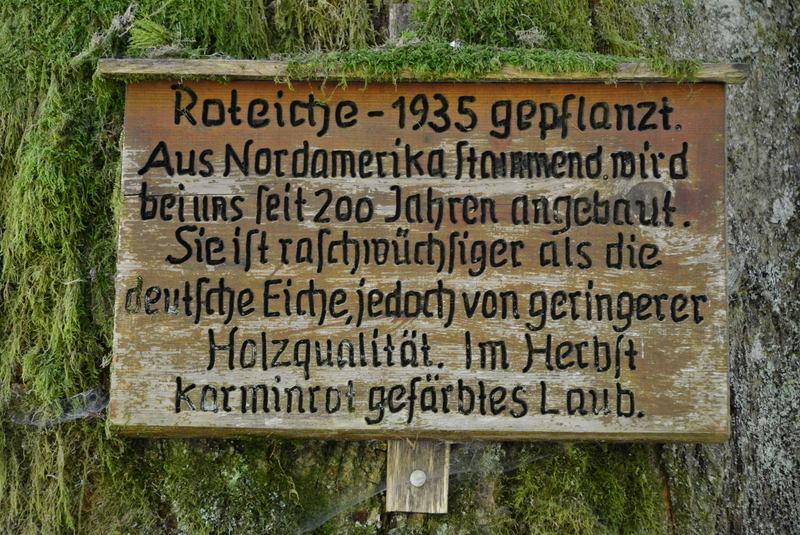 Roteiche - 1935 gepflanzt.
Aus Nordamerika ſtammend, wird
bei uns ſeit 200 Jahren angebaut.
Sie iſt raſchwüchſiger als die
deutſche Eiche, jedoch von geringerer
Holzqualität. Im Herbſt
karminrot gefärbtes Laub.